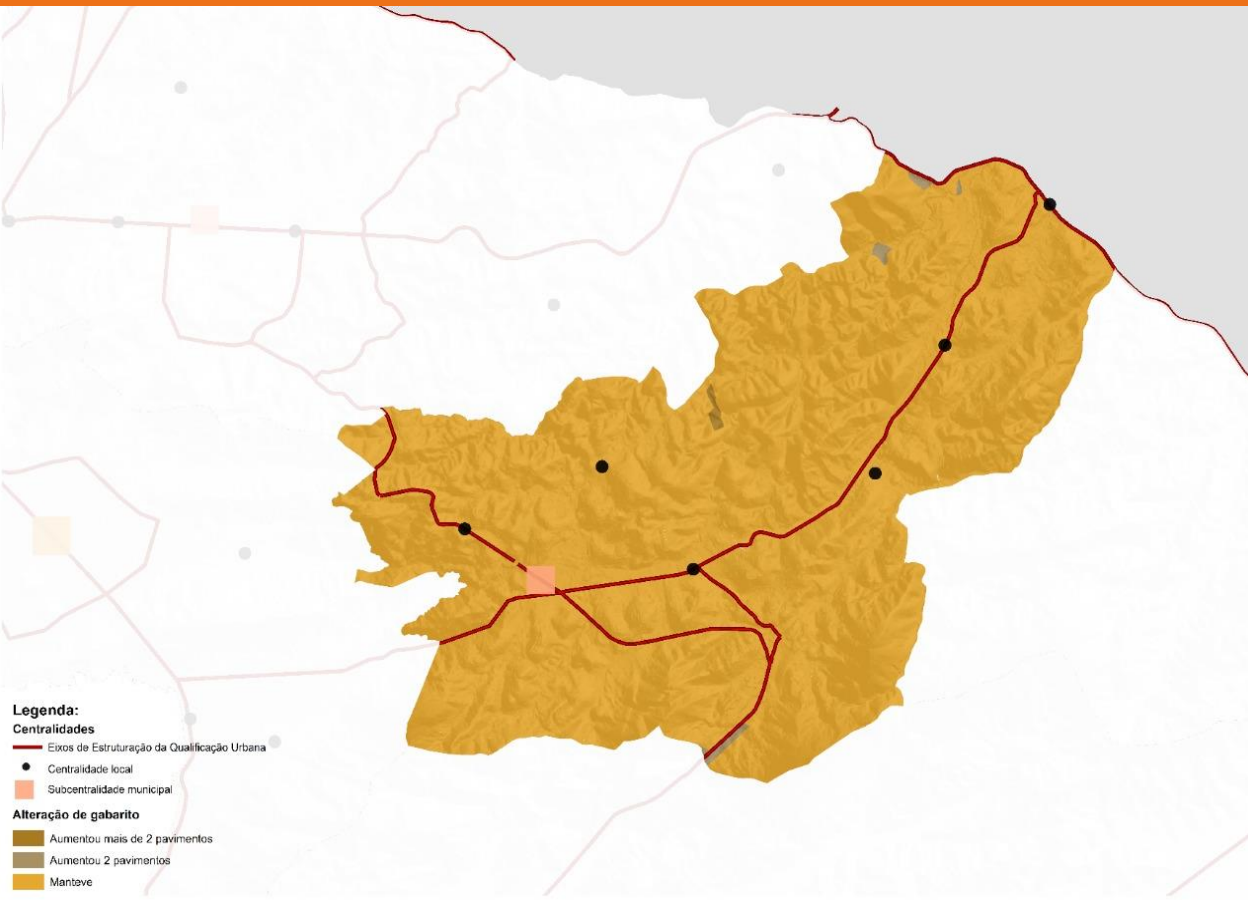 Legenda:
Centralidades
Eixos de Estruturação da Qualificação Urbana
Centralidade local
Subcentralidade municipal
Alteração de gabarito
Aumentou mais de 2 pavimentos
Aumentou 2 pavimentos
Manteve